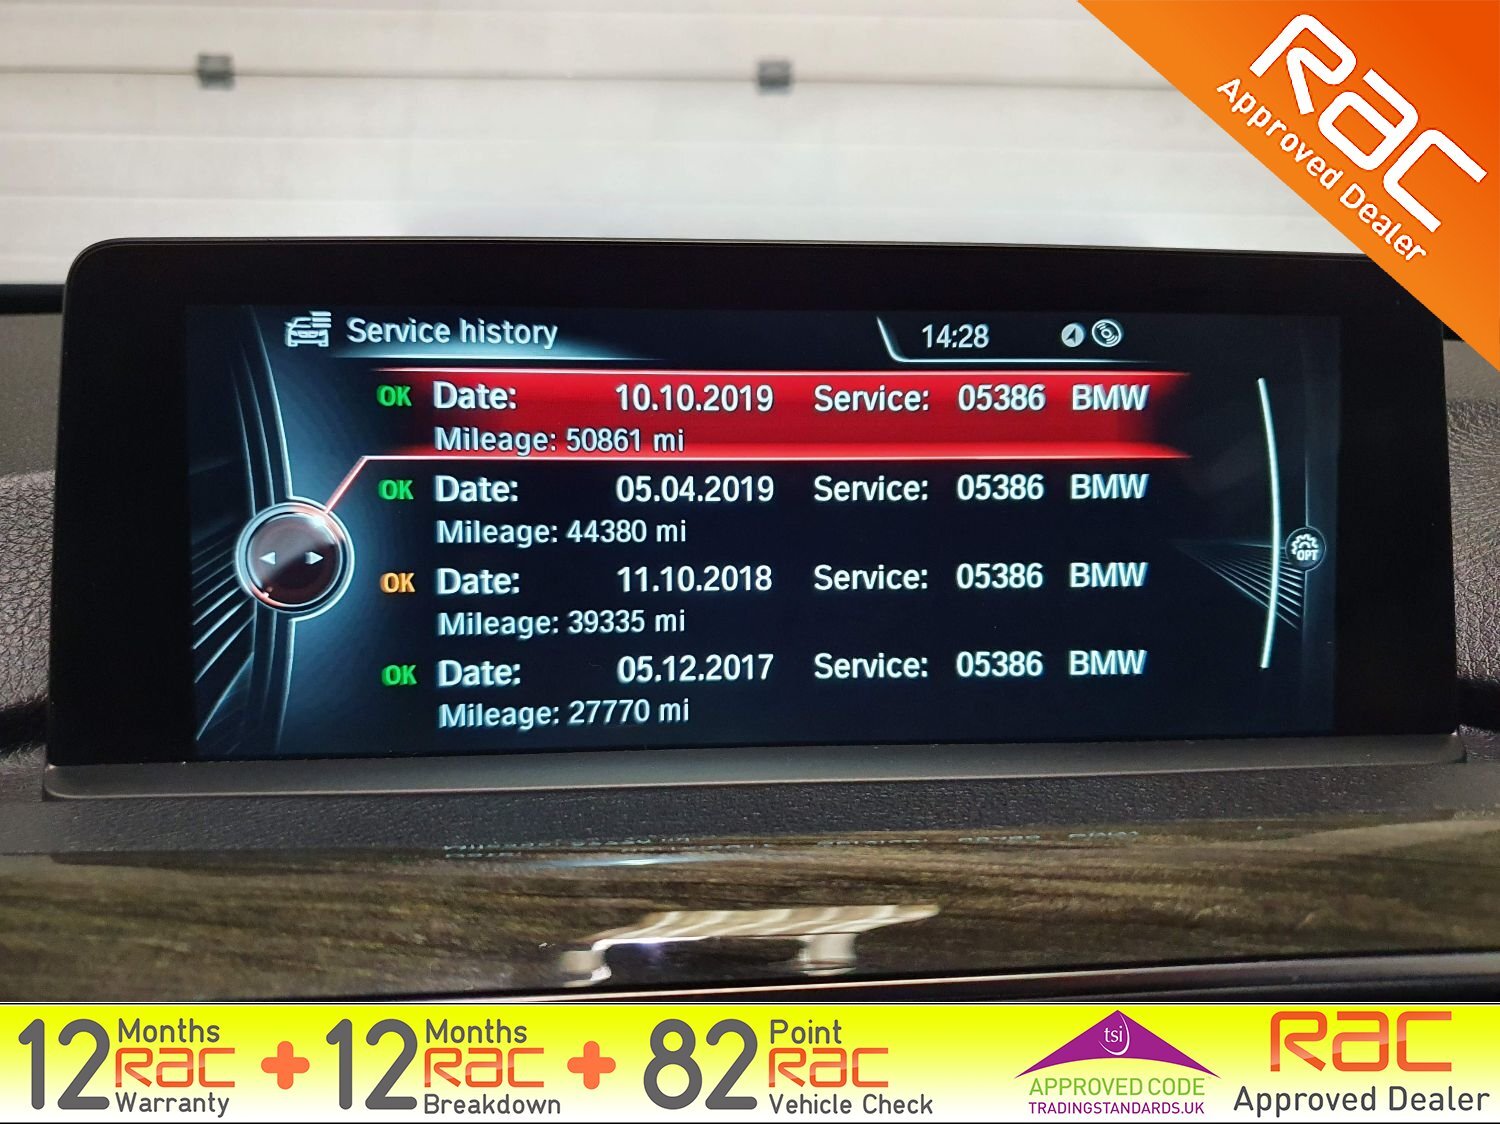 Rac
Approved Dealer
Service history 14:28
OK Date: 10.10.2019 Service: 05386 BMW
Mileage: 50861 mi
OK Date: 05.04.2019 Service: 05386 BMW
Mileage: 44380 mi
OK Date: 11.10.2018 Service: 05386 BMW
Mileage: 39335 mi
OK Date: 05.12.2017 Service: 05386 BMW
Mileage: 27770 mi
OPT
12 Months Rac Warranty + 12 Months Rac Breakdown + 82 Point Rac Vehicle Check
tsi
APPROVED CODE
TRADINGSTANDARDS.UK
Rac
Approved Dealer